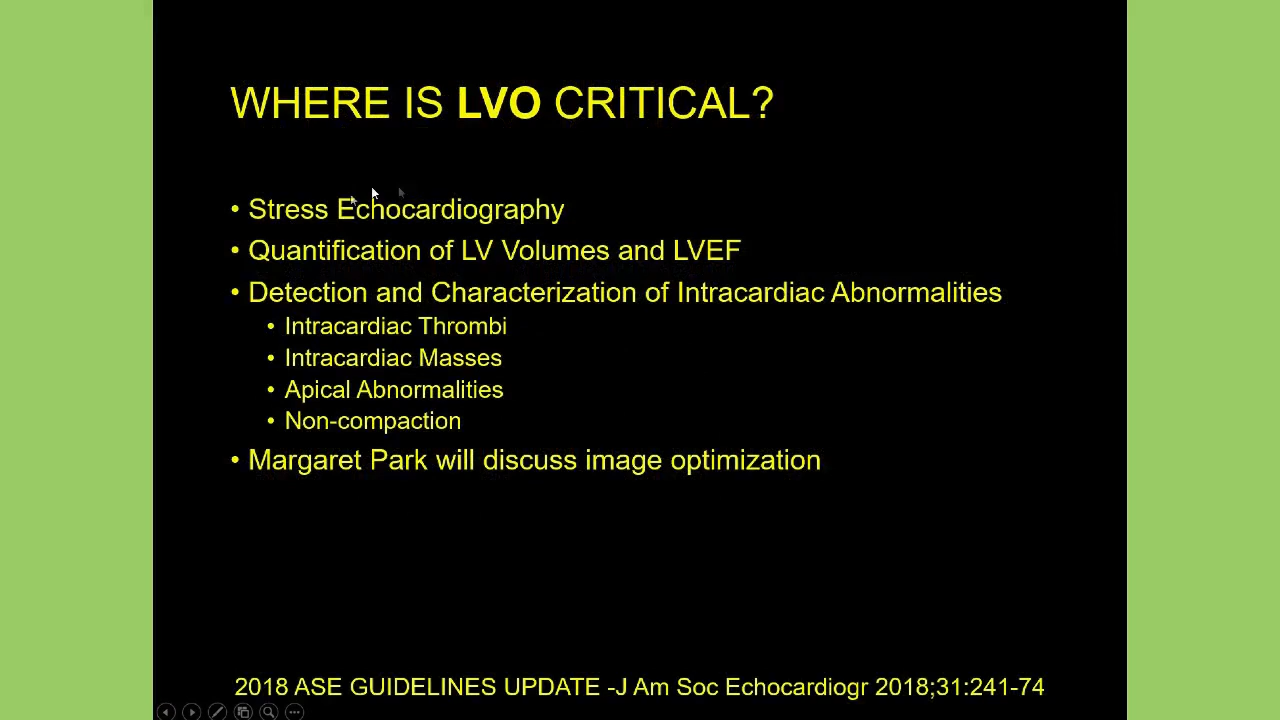 WHERE IS LVO CRITICAL?
• Stress Echocardiography
• Quantification of LV Volumes and LVEF
• Detection and Characterization of Intracardiac Abnormalities
• Intracardiac Thrombi
• Intracardiac Masses
• Apical Abnormalities
• Non-compaction
• Margaret Park will discuss image optimization
2018 ASE GUIDELINES UPDATE -J Am Soc Echocardiogr 2018;31:241-74